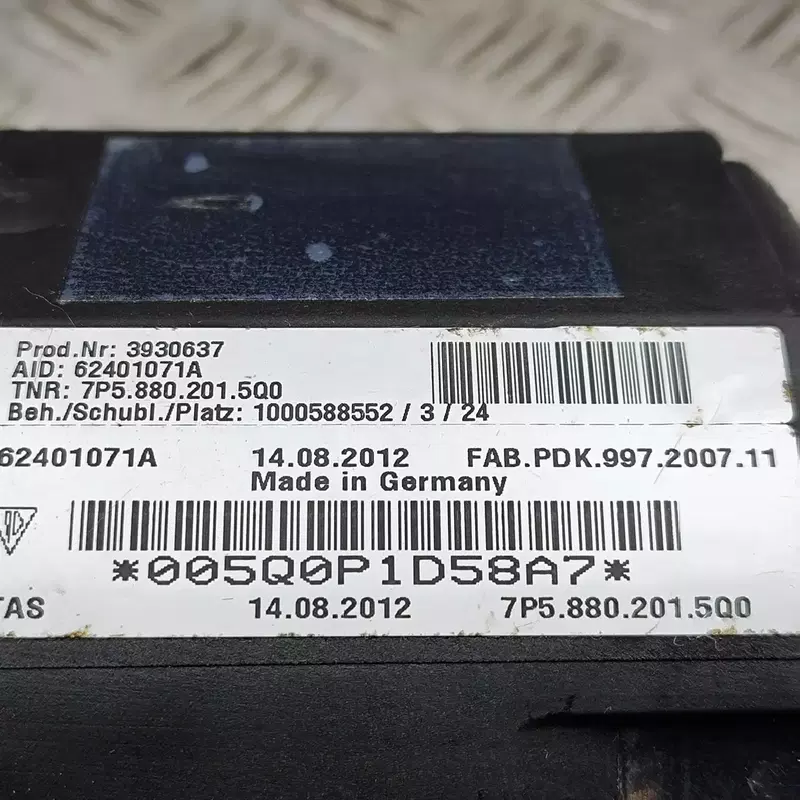 Prod.Nr: 3930637
AID: 62401071A
TNR: 7P5.880.201.5Q0
Beh./Schubl./Platz: 1000588552 / 3 / 24
62401071A 14.08.2012 FAB.PDK.997.2007.11
Made in Germany
*005Q0P1D58A7*
TAS 14.08.2012 7P5.880.201.5Q0